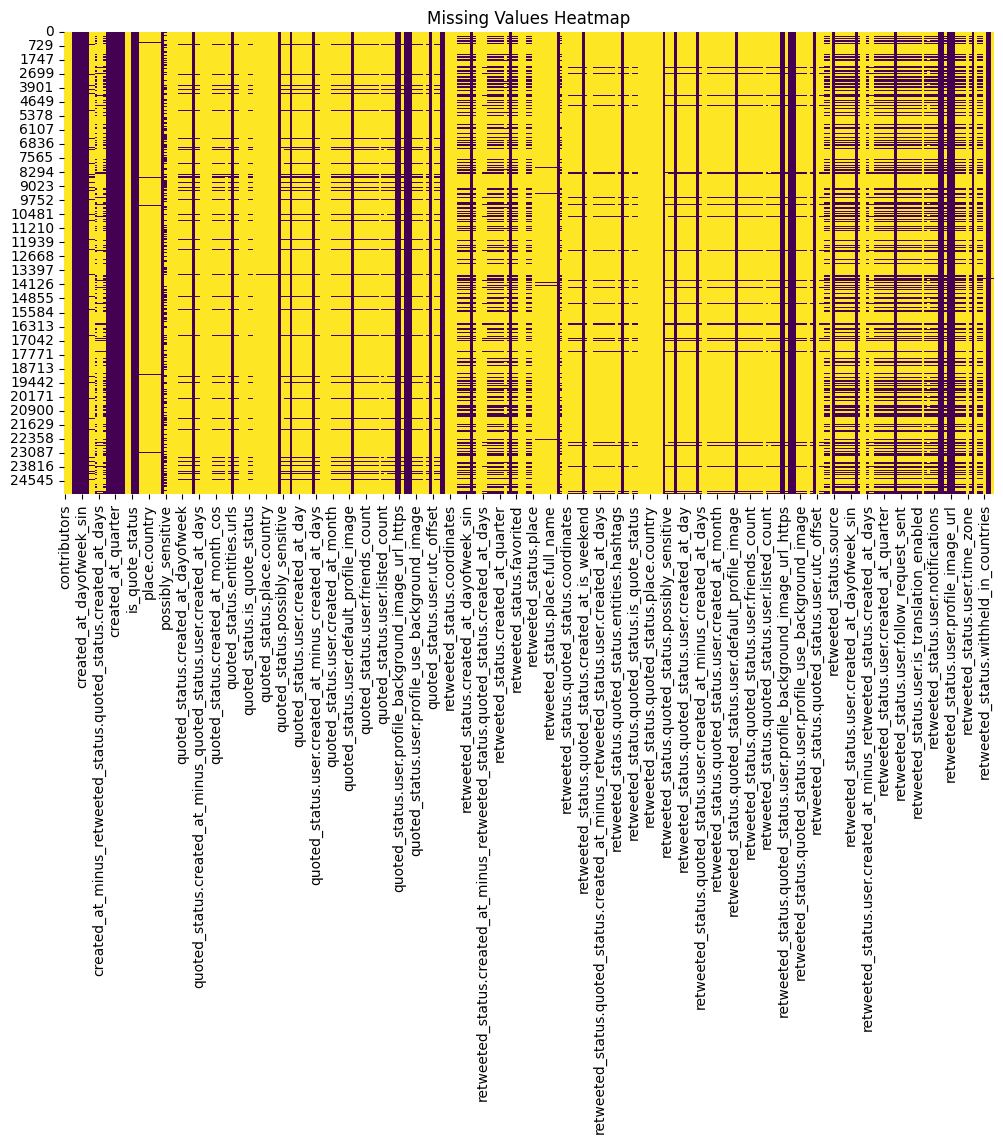 Missing Values Heatmap
0
729
1747
2699
3901
4649
5378
6107
6836
7565
8294
9023
9752
10481
11210
11939
12668
13397
14126
14855
15584
16313
17042
17771
18713
19442
20171
20900
21629
22358
23087
23816
24545
contributors
created_at_dayofweek_sin
created_at_minus_retweeted_status.quoted_status.created_at_days
created_at_quarter
is_quote_status
place.country
possibly_sensitive
quoted_status.created_at_dayofweek
quoted_status.created_at_minus_quoted_status.user.created_at_days
quoted_status.created_at_month_cos
quoted_status.entities.urls
quoted_status.is_quote_status
quoted_status.place.country
quoted_status.possibly_sensitive
quoted_status.user.created_at_day
quoted_status.user.created_at_minus_created_at_days
quoted_status.user.created_at_month
quoted_status.user.default_profile_image
quoted_status.user.friends_count
quoted_status.user.listed_count
quoted_status.user.profile_background_image_url_https
quoted_status.user.profile_use_background_image
quoted_status.user.utc_offset
retweeted_status.coordinates
retweeted_status.created_at_dayofweek_sin
retweeted_status.created_at_minus_retweeted_status.quoted_status.created_at_days
retweeted_status.created_at_quarter
retweeted_status.favorited
retweeted_status.place
retweeted_status.place.full_name
retweeted_status.quoted_status.coordinates
retweeted_status.quoted_status.created_at_is_weekend
retweeted_status.quoted_status.created_at_minus_retweeted_status.quoted_status.user.created_at_days
retweeted_status.quoted_status.entities.hashtags
retweeted_status.quoted_status.is_quote_status
retweeted_status.quoted_status.place.country
retweeted_status.quoted_status.possibly_sensitive
retweeted_status.quoted_status.user.created_at_day
retweeted_status.quoted_status.user.created_at_minus_created_at_days
retweeted_status.quoted_status.user.created_at_month
retweeted_status.quoted_status.user.default_profile_image
retweeted_status.quoted_status.user.friends_count
retweeted_status.quoted_status.user.listed_count
retweeted_status.quoted_status.user.profile_background_image_url_https
retweeted_status.quoted_status.user.profile_use_background_image
retweeted_status.quoted_status.user.utc_offset
retweeted_status.source
retweeted_status.user.created_at_dayofweek_sin
retweeted_status.user.created_at_minus_retweeted_status.created_at_days
retweeted_status.user.created_at_quarter
retweeted_status.user.follow_request_sent
retweeted_status.user.is_translation_enabled
retweeted_status.user.notifications
retweeted_status.user.profile_image_url
retweeted_status.user.time_zone
retweeted_status.withheld_in_countries